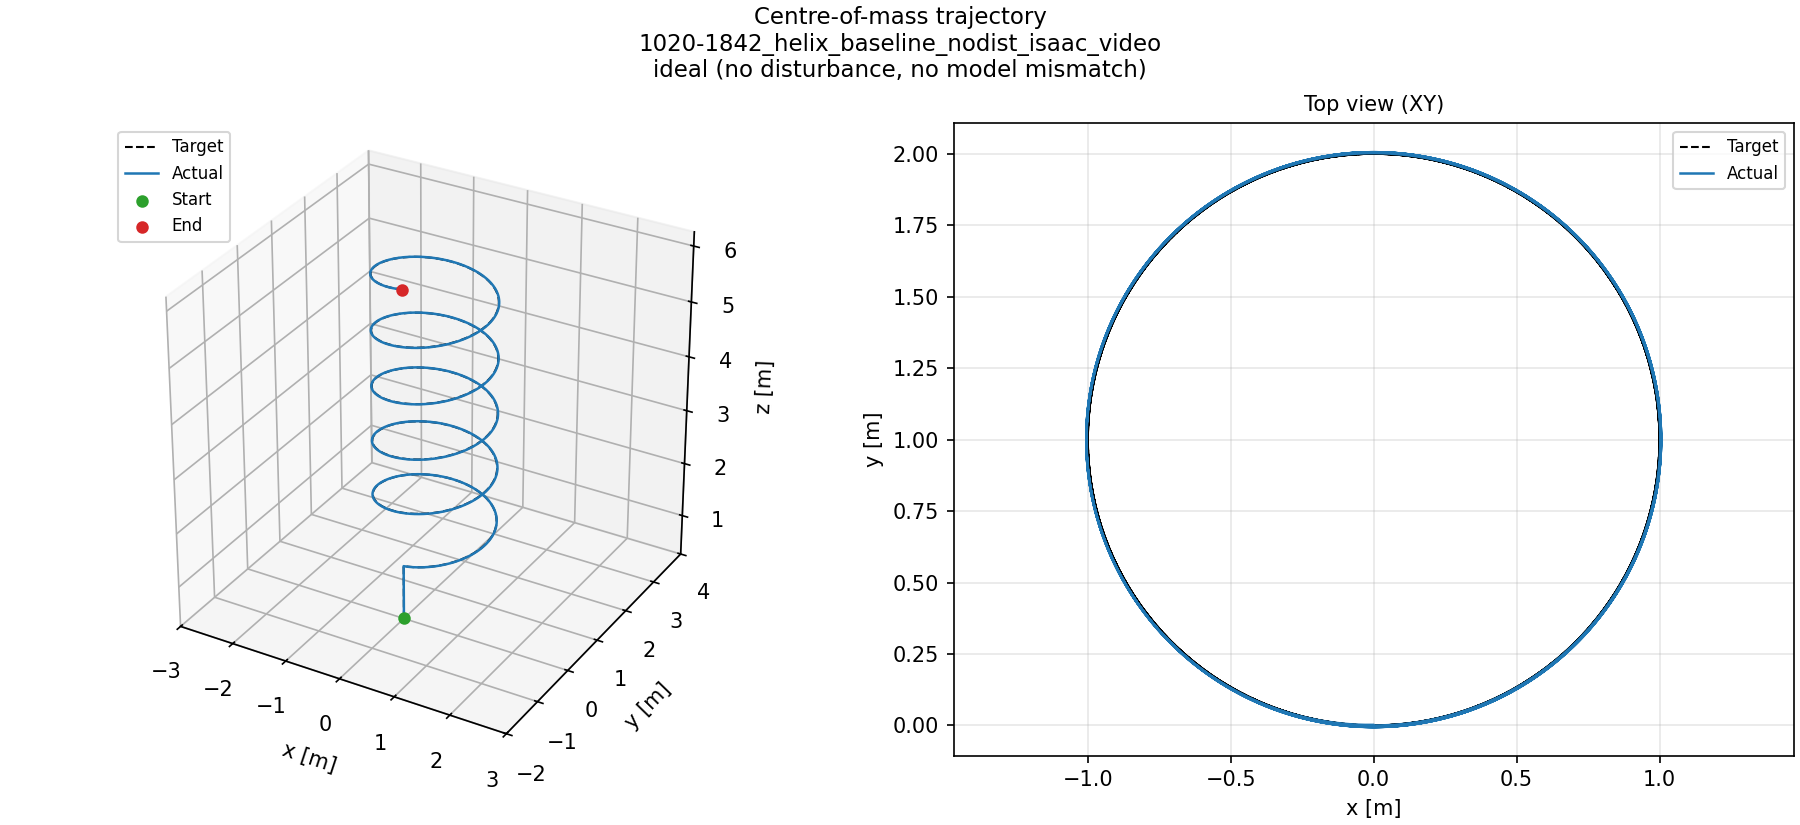 Centre-of-mass trajectory
1020-1842_helix_baseline_nodist_isaac_video
ideal (no disturbance, no model mismatch)
Target
Actual
Start
End
6
5
4
3
2
1
z [m]
−3
−2
−1
0
1
2
3
x [m]
−2
−1
0
1
2
3
4
y [m]
Top view (XY)
Target
Actual
2.00
1.75
1.50
1.25
1.00
0.75
0.50
0.25
0.00
y [m]
−1.0
−0.5
0.0
0.5
1.0
x [m]